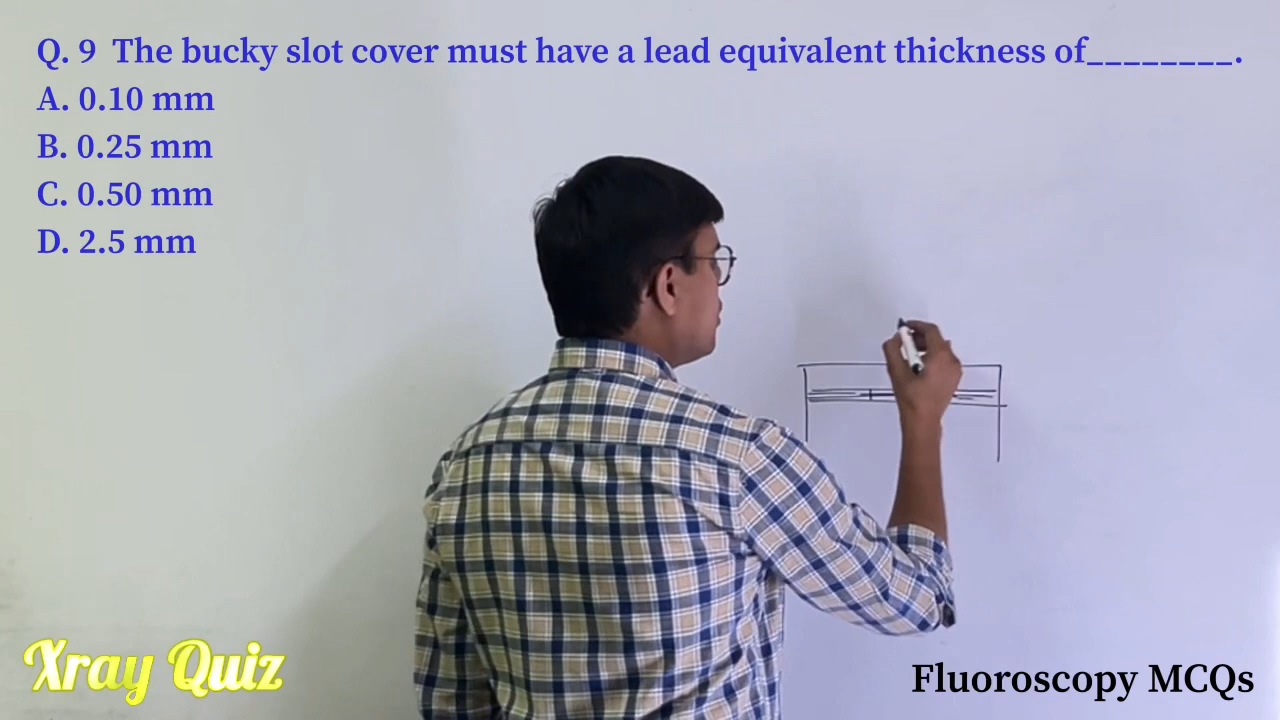 Q. 9 The bucky slot cover must have a lead equivalent thickness of________.
A. 0.10 mm
B. 0.25 mm
C. 0.50 mm
D. 2.5 mm
Xray Quiz
Fluoroscopy MCQs